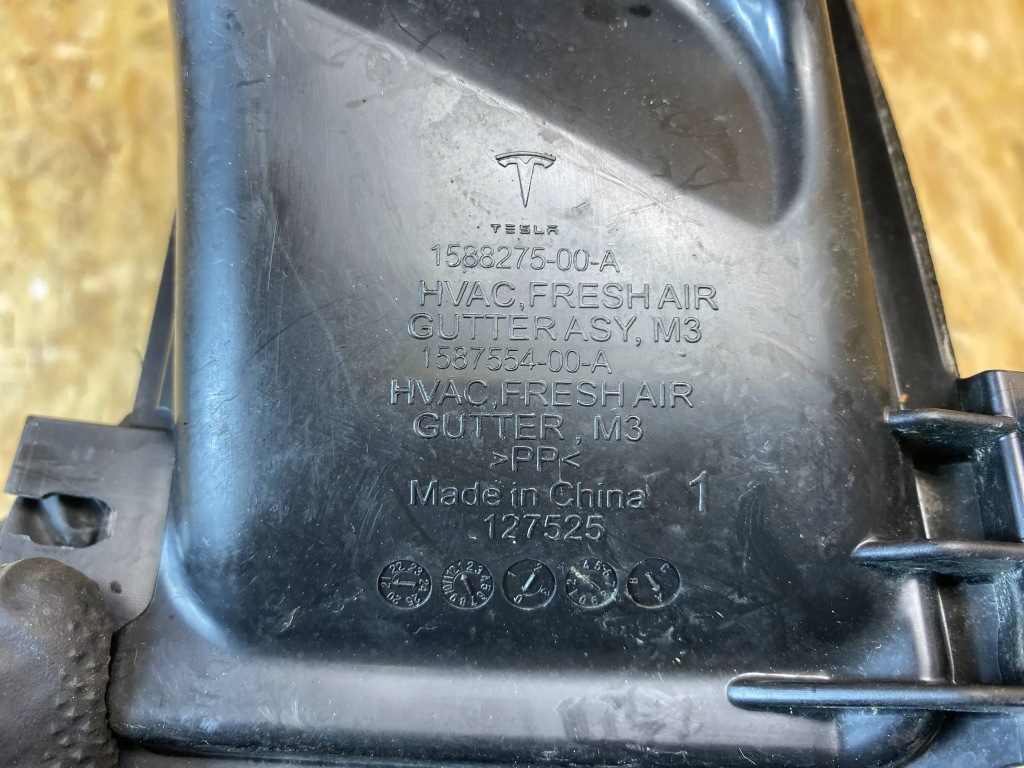 TESLA
1588275-00-A
HVAC,FRESH AIR
GUTTER ASY, M3
1587554-00-A
HVAC,FRESH AIR
GUTTER , M3
>PP<
Made in China 1
127525